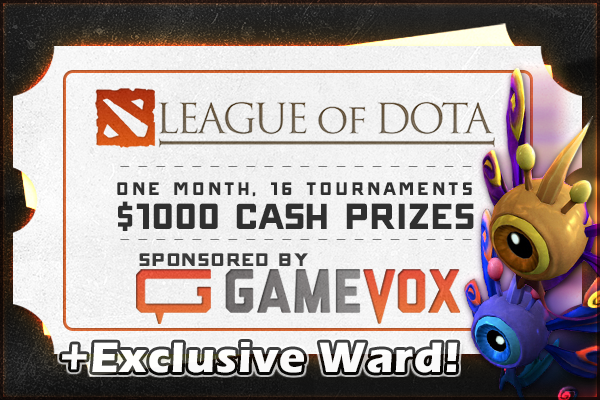 LEAGUE OF DOTA
ONE MONTH, 16 TOURNAMENTS
$1000 CASH PRIZES
SPONSORED BY
GAMEVOX
+Exclusive Ward!